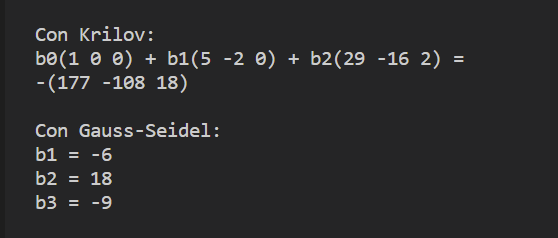 Con Krilov:
b0(1 0 0) + b1(5 -2 0) + b2(29 -16 2) =
-(177 -108 18)
Con Gauss-Seidel:
b1 = -6
b2 = 18
b3 = -9